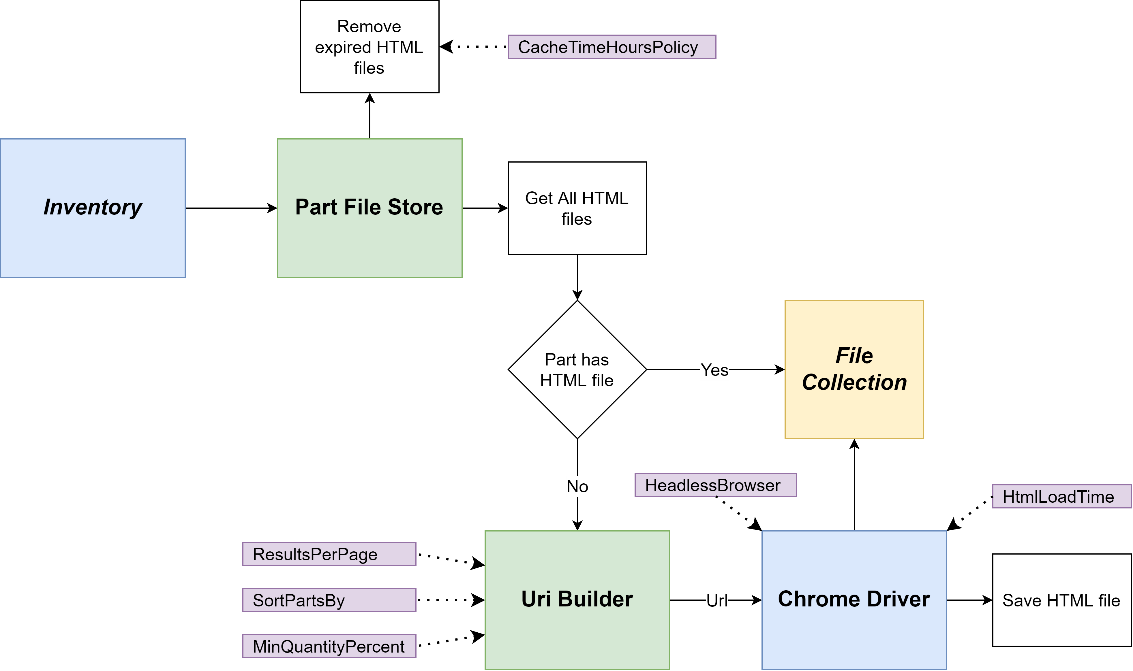 Remove
expired HTML
files
CacheTimeHoursPolicy
Inventory
Part File Store
Get All HTML
files
Part has
HTML file
Yes
File
Collection
No
HeadlessBrowser
HtmlLoadTime
ResultsPerPage
SortPartsBy
MinQuantityPercent
Uri Builder
Url
Chrome Driver
Save HTML file